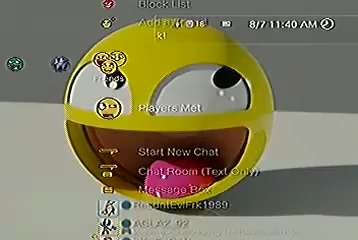 Block List
8/7 11:40 AM
Friends
Players Met
Start New Chat
Chat Room (Text Only)
Message Box
ResintEvilFrk1989
AGLAZ_92